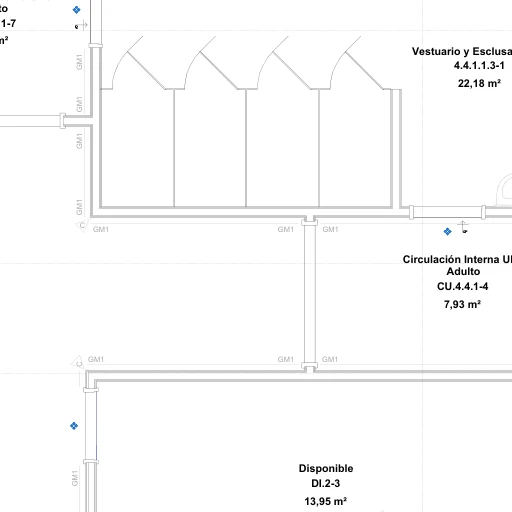 to
1-7
m²
GM1
Vestuario y Esclusa
4.4.1.1.3-1
22,18 m²
GM1
GM1
GM1
C
GM1
GM1
GM1
Circulación Interna UI
Adulto
CU.4.4.1-4
7,93 m²
C
GM1
GM1
GM1
GM1
Disponible
DI.2-3
13,95 m²